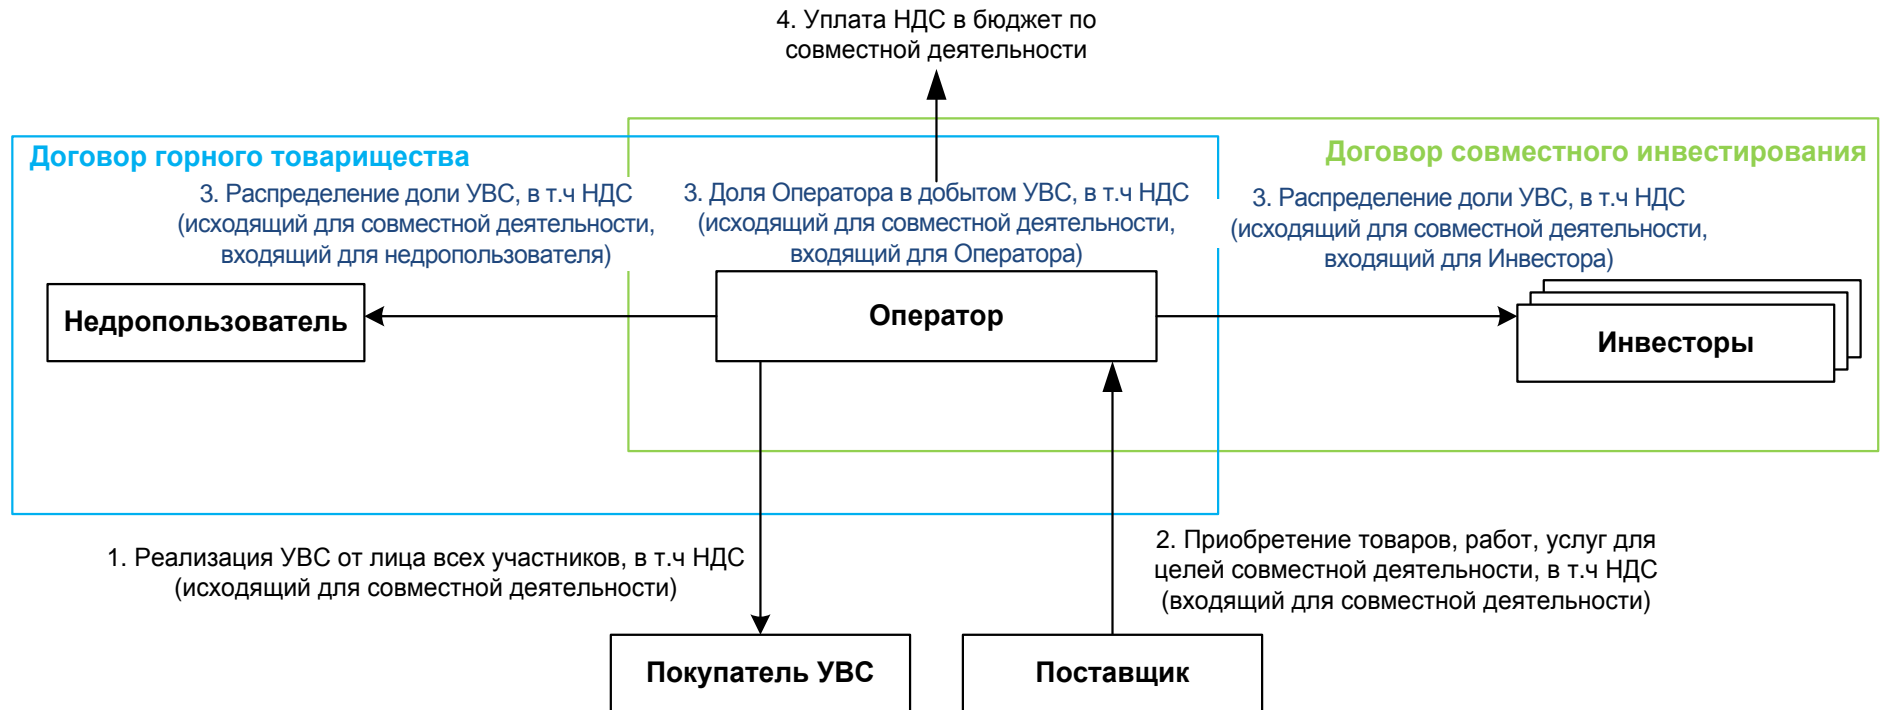 4. Уплата НДС в бюджет по
совместной деятельности
Договор горного товарищества
Договор совместного инвестирования
3. Распределение доли УВС, в т.ч НДС
(исходящий для совместной деятельности,
входящий для недропользователя)
3. Доля Оператора в добытом УВС, в т.ч НДС
(исходящий для совместной деятельности,
входящий для Оператора)
3. Распределение доли УВС, в т.ч НДС
(исходящий для совместной деятельности,
входящий для Инвестора)
Недропользователь
Оператор
Инвесторы
1. Реализация УВС от лица всех участников, в т.ч НДС
(исходящий для совместной деятельности)
2. Приобретение товаров, работ, услуг для
целей совместной деятельности, в т.ч НДС
(входящий для совместной деятельности)
Покупатель УВС
Поставщик